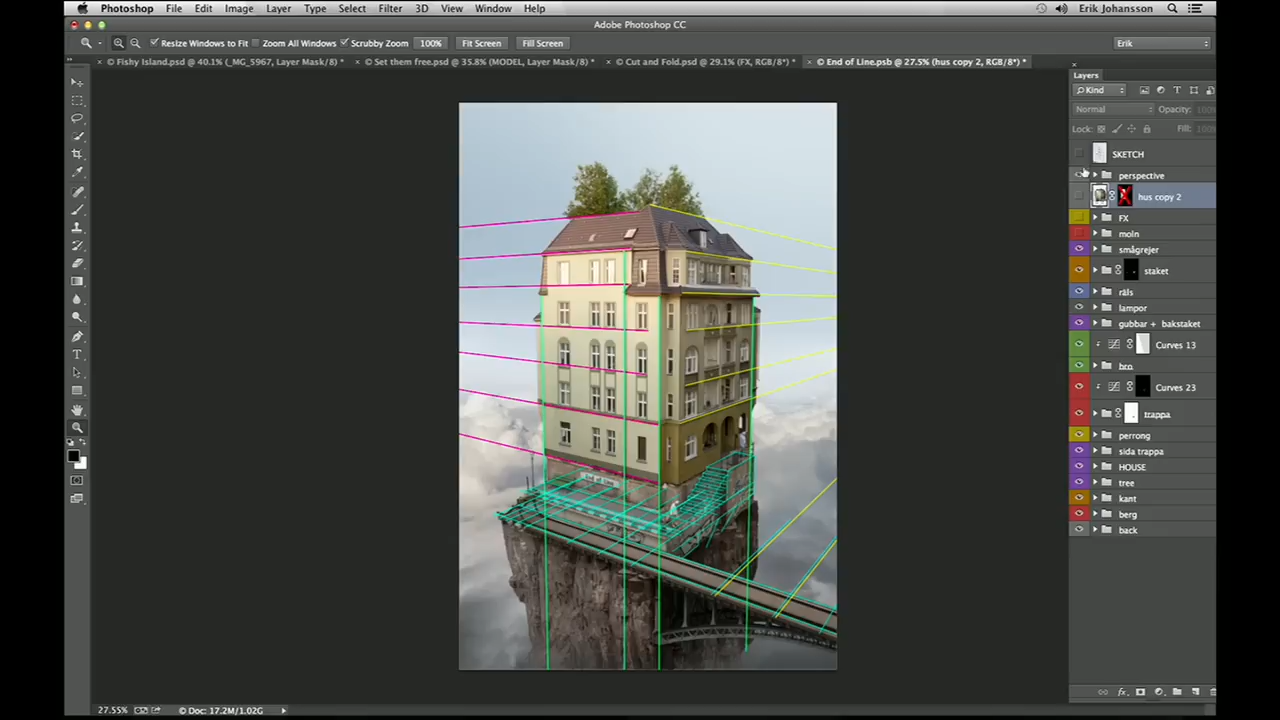 Photoshop File Edit Image Layer Type Select Filter 3D View Window Help Erik Johansson
Adobe Photoshop CC
Resize Windows to Fit Zoom All Windows Scrubby Zoom 100% Fit Screen Fill Screen Erik
× Fishy Island.psd @ 40.1% (_MG_5967, Layer Mask/8) * × Set them free.psd @ 35.8% (MODEL, Layer Mask/8) * × Cut and Fold.psd @ 29.1% (FX, RGB/8*) * × End of Line.psb @ 27.5% (hus copy 2, RGB/8*) *
Layers
Kind
Normal Opacity: 100%
Lock: Fill: 100%
SKETCH
perspective
hus copy 2
FX
moln
smågrejer
staket
räls
lampor
gubbar + bakstaket
Curves 13
bro
Curves 23
trappa
perrong
sida trappa
HOUSE
tree
kant
berg
back
End of Line
27.55% Doc: 17.2M/1.02G